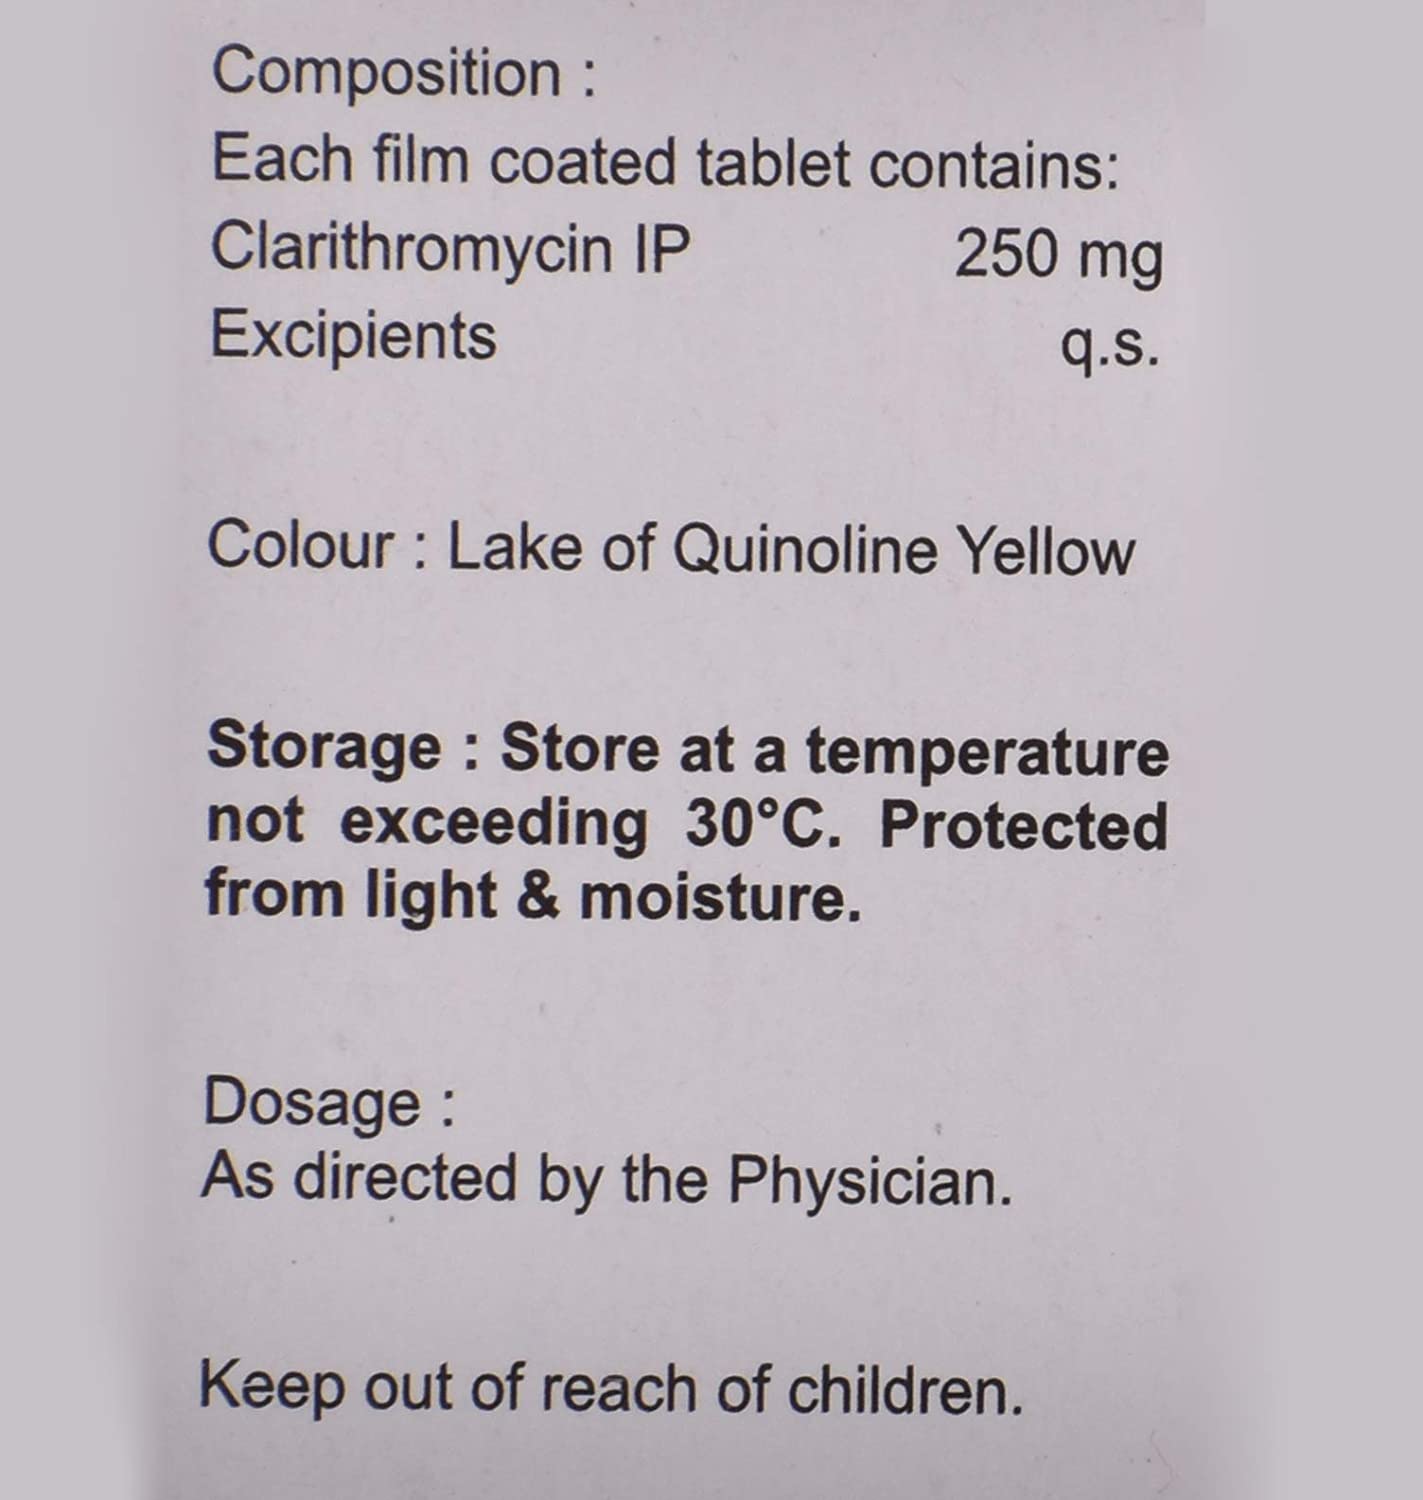 Composition :
Each film coated tablet contains:
Clarithromycin IP 250 mg
Excipients q.s.
Colour : Lake of Quinoline Yellow
Storage : Store at a temperature
not exceeding 30°C. Protected
from light & moisture.
Dosage :
As directed by the Physician.
Keep out of reach of children.